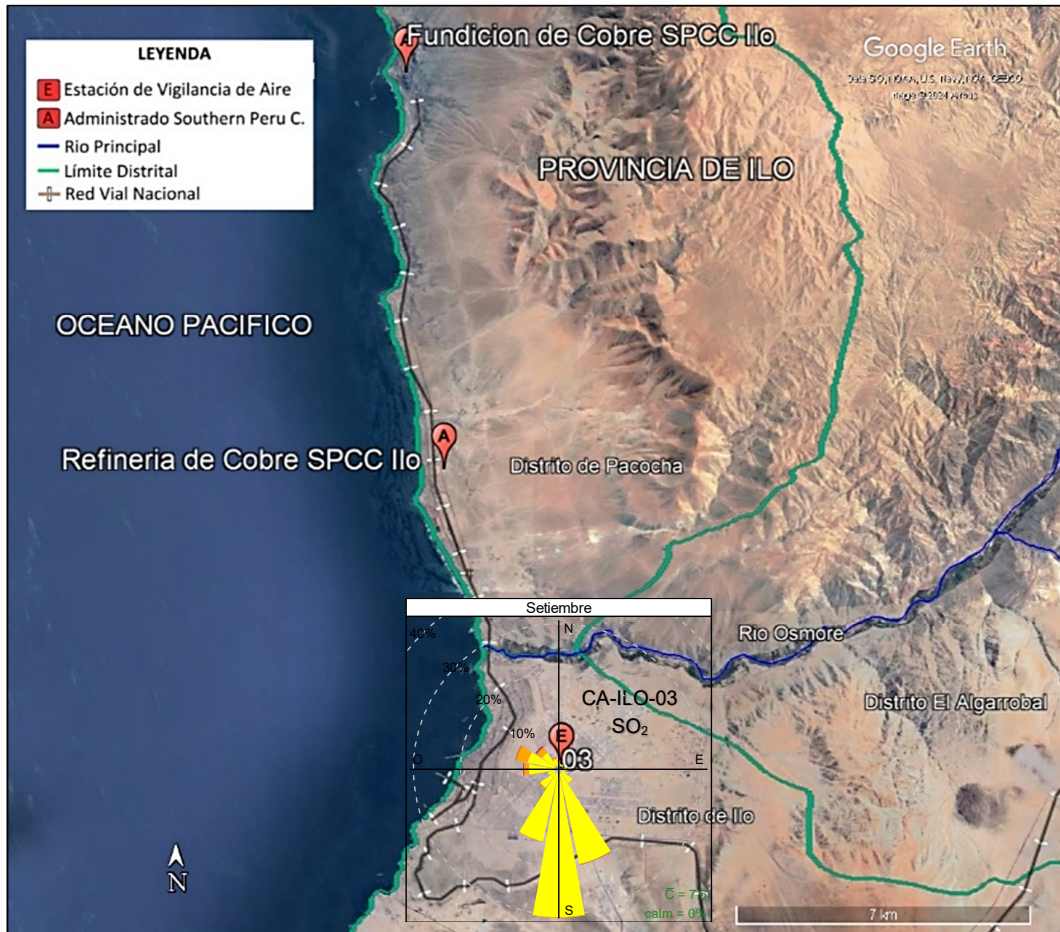 LEYENDA
E Estación de Vigilancia de Aire
A Administrado Southern Peru C.
Rio Principal
Límite Distrital
Red Vial Nacional
Fundicion de Cobre SPCC Ilo
Google Earth
PROVINCIA DE ILO
OCEANO PACIFICO
A
Refineria de Cobre SPCC Ilo
Distrito de Pacocha
Setiembre
N
40%
30%
20%
10%
Rio Osmore
CA-ILO-03
SO₂
Distrito El Algarrobal
E
03
O
E
Distrito de Ilo
S
calm = 0%
N
7 km